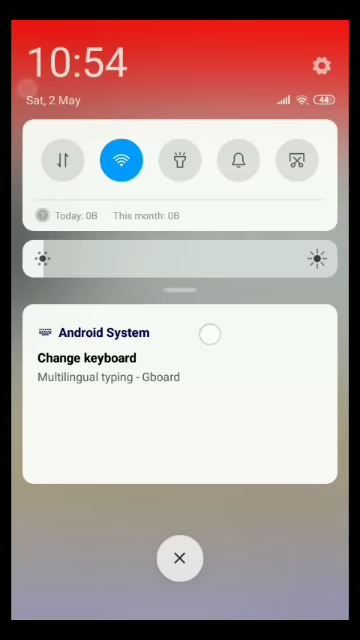 10:54
Sat, 2 May
44
Today: 0B This month: 0B
Android System
Change keyboard
Multilingual typing - Gboard